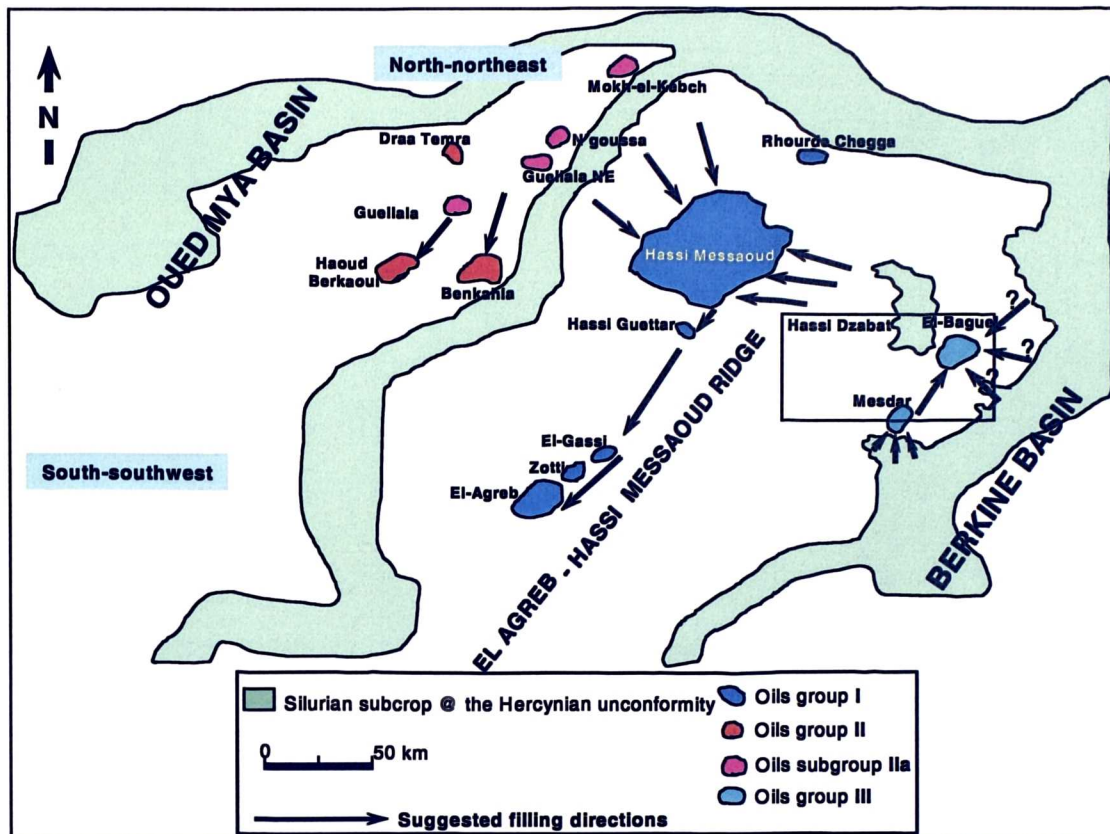 North-northeast
N
Mokh-el-Kebch
OUED MYA BASIN
Draa Temra
N'goussa
Guellala NE
Rhourde Chegga
Guellala
Haoud
Berkaoui
Benkahla
Hassi Messaoud
Hassi Guettar
Hassi Dzabat
El-Bague
?
?
?
?
Mesdar
EL AGREB - HASSI MESSAOUD RIDGE
BERKINE BASIN
South-southwest
El-Gassi
Zotti
El-Agreb
Silurian subcrop @ the Hercynian unconformity
0 50 km
Suggested filling directions
Oils group I
Oils group II
Oils subgroup IIa
Oils group III